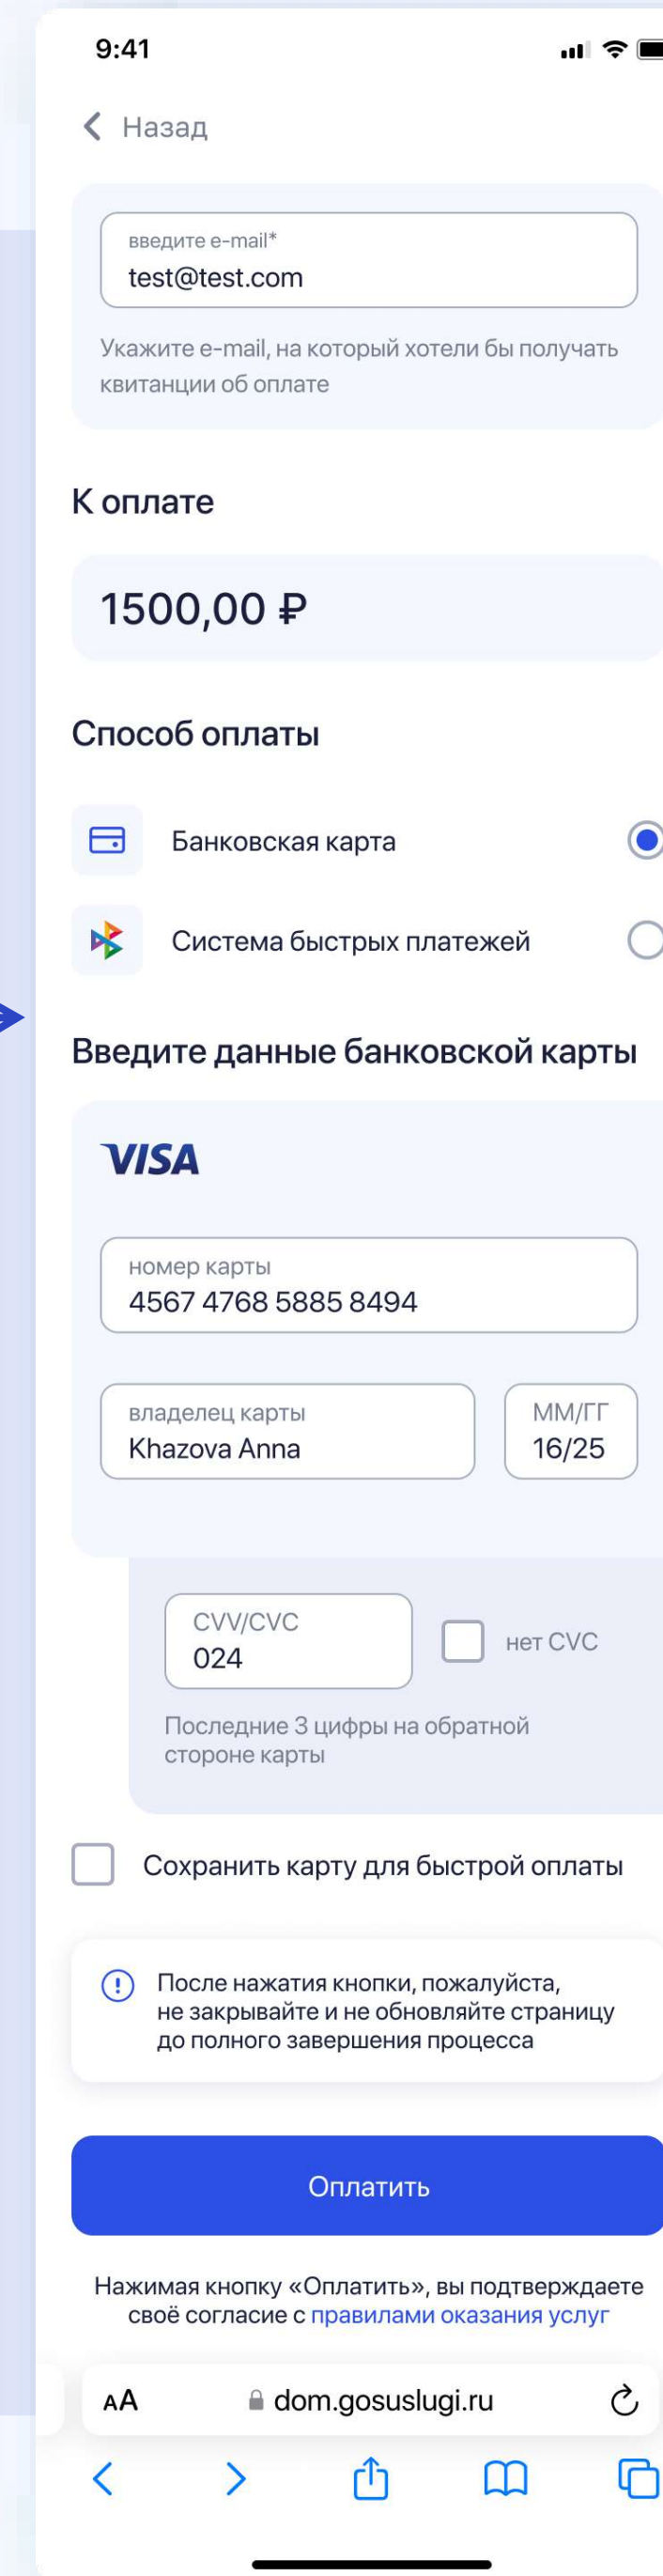 9:41
Назад
введите e-mail*
test@test.com
Укажите e-mail, на который хотели бы получать
квитанции об оплате
К оплате
1500,00 ₽
Способ оплаты
Банковская карта
Система быстрых платежей
Введите данные банковской карты
VISA
номер карты
4567 4768 5885 8494
владелец карты
Khazova Anna
ММ/ГГ
16/25
CVV/CVC
024
нет CVC
Последние 3 цифры на обратной
стороне карты
Сохранить карту для быстрой оплаты
После нажатия кнопки, пожалуйста,
не закрывайте и не обновляйте страницу
до полного завершения процесса
Оплатить
Нажимая кнопку «Оплатить», вы подтверждаете
своё согласие с правилами оказания услуг
AA
dom.gosuslugi.ru